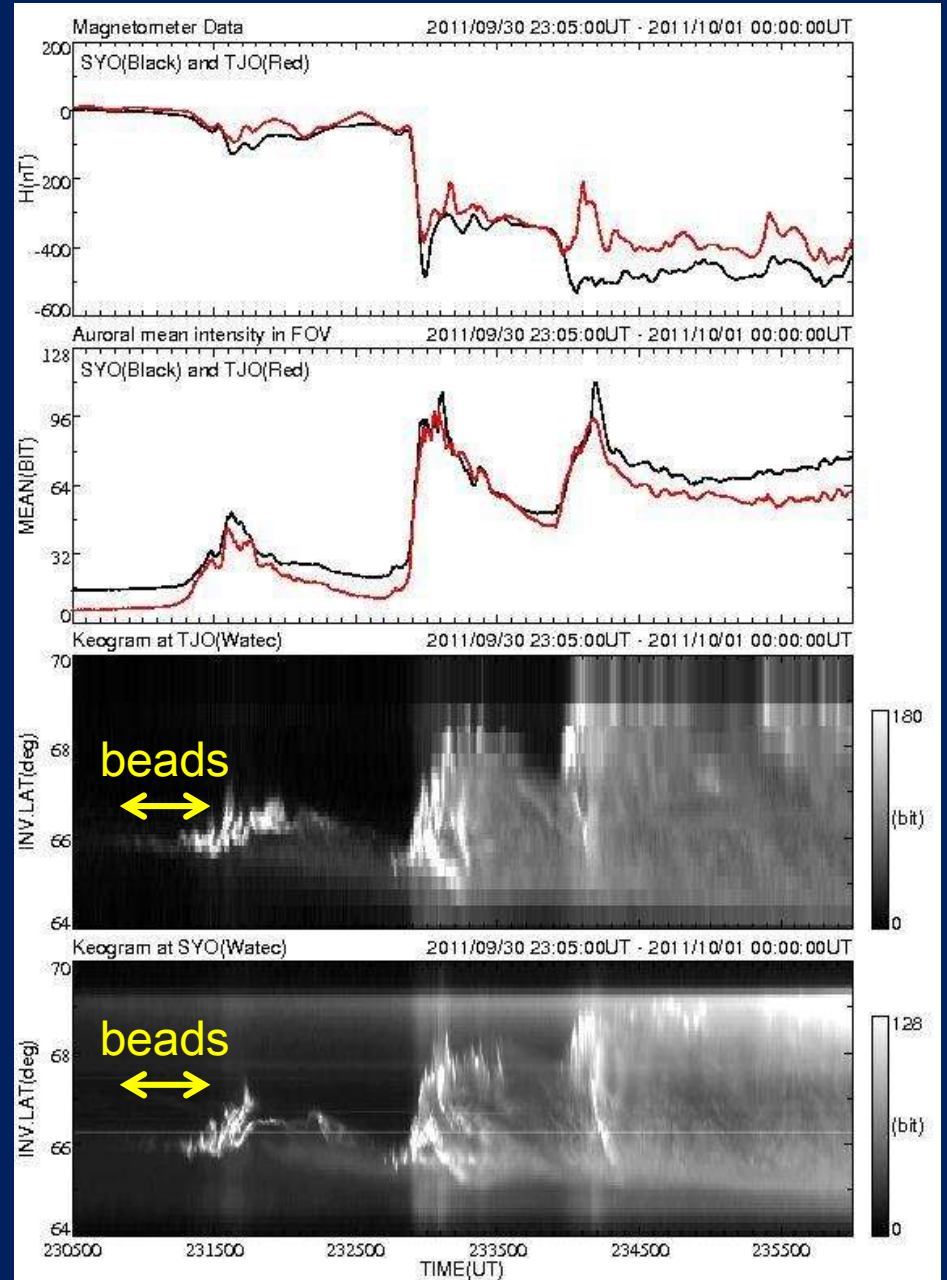 Magnetometer Data 2011/09/30 23:05:00UT - 2011/10/01 00:00:00UT
SYO(Black) and TJO(Red)
200
0
-200
-400
-600
H(nT)
Auroral mean intensity in FOV 2011/09/30 23:05:00UT - 2011/10/01 00:00:00UT
SYO(Black) and TJO(Red)
128
96
64
32
0
MEAN(BIT)
Keogram at TJO(Watec) 2011/09/30 23:05:00UT - 2011/10/01 00:00:00UT
70
68
66
64
INV.LAT(deg)
beads
180
(bit)
0
Keogram at SYO(Watec) 2011/09/30 23:05:00UT - 2011/10/01 00:00:00UT
70
68
66
64
INV.LAT(deg)
beads
128
(bit)
0
230500 231500 232500 233500 234500 235500
TIME(UT)